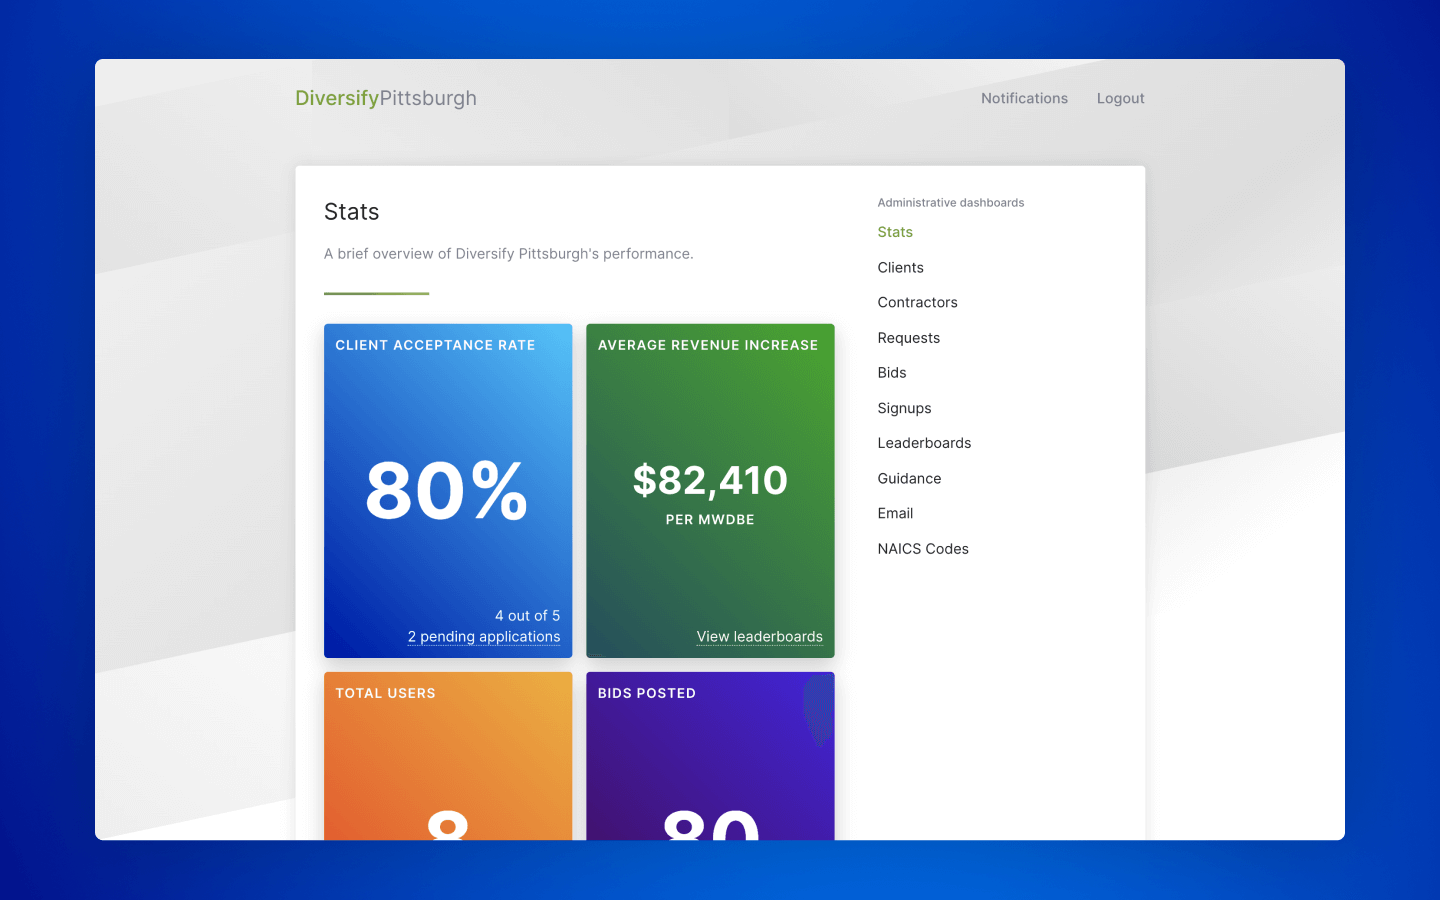 DiversifyPittsburgh
Notifications
Logout
Stats
A brief overview of Diversify Pittsburgh's performance.
CLIENT ACCEPTANCE RATE
80%
4 out of 5
2 pending applications
AVERAGE REVENUE INCREASE
$82,410
PER MWDBE
View leaderboards
TOTAL USERS
8
BIDS POSTED
80
Administrative dashboards
Stats
Clients
Contractors
Requests
Bids
Signups
Leaderboards
Guidance
Email
NAICS Codes